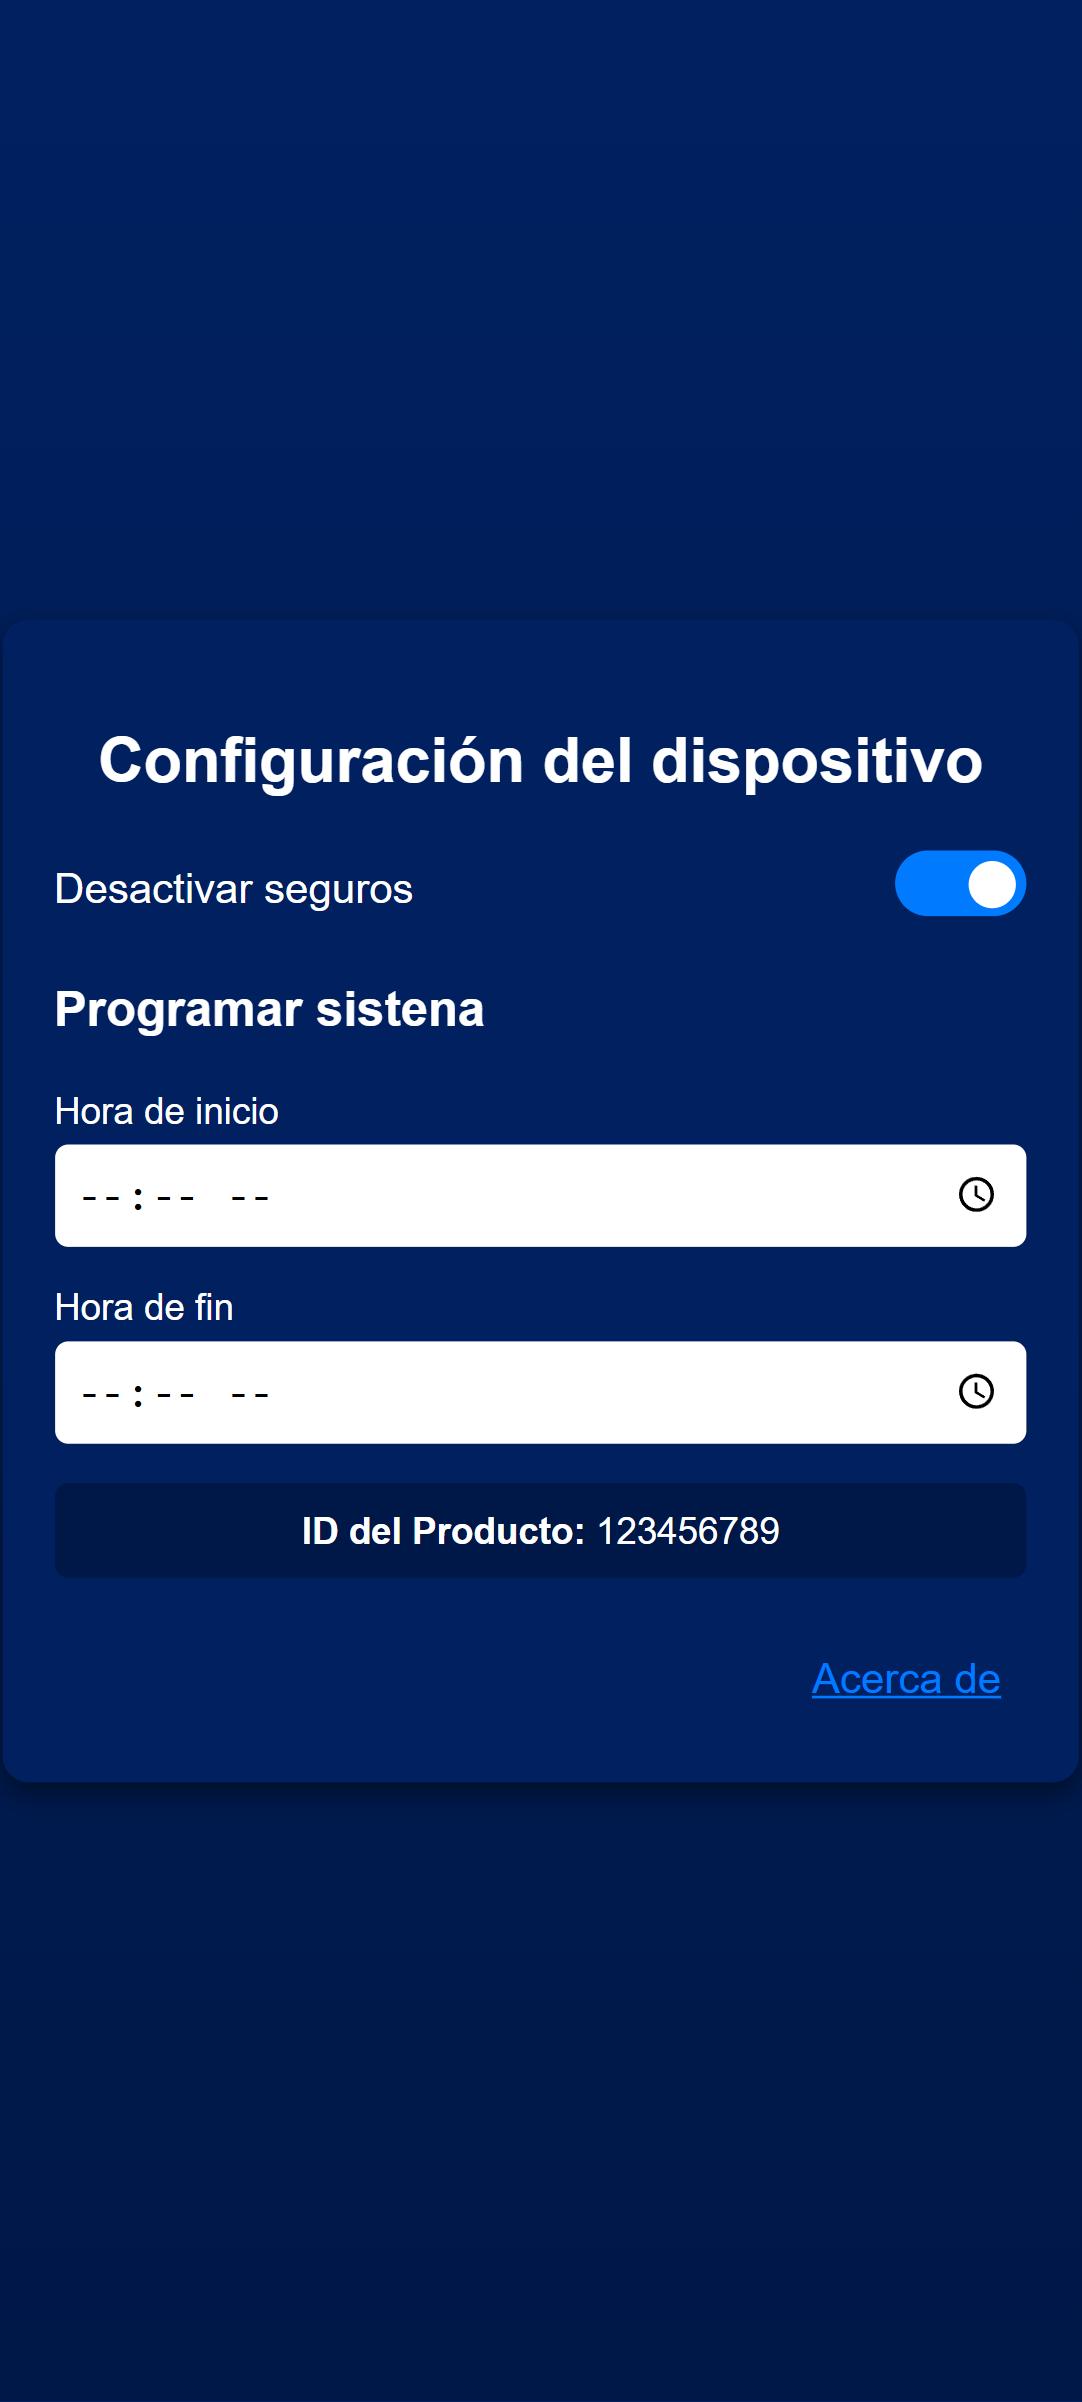 Configuración del dispositivo
Desactivar seguros
Programar sistena
Hora de inicio
--:-- --
Hora de fin
--:-- --
ID del Producto: 123456789
Acerca de